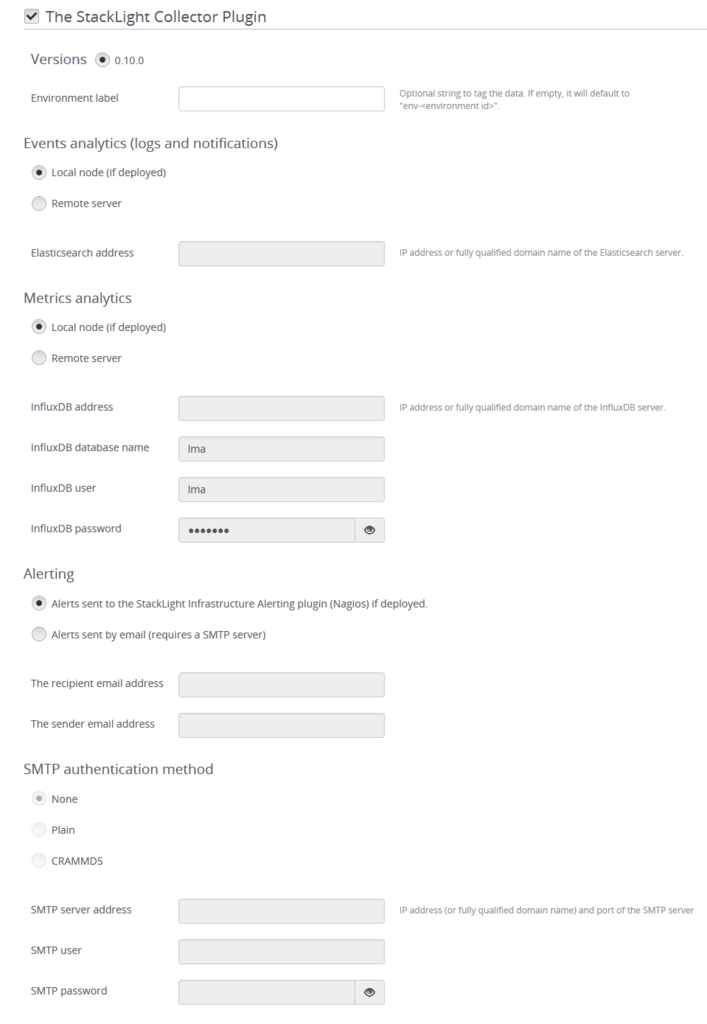 The StackLight Collector Plugin
Versions 0.10.0
Environment label
Optional string to tag the data. If empty, it will default to
"env-<environment id>".
Events analytics (logs and notifications)
Local node (if deployed)
Remote server
Elasticsearch address
IP address or fully qualified domain name of the Elasticsearch server.
Metrics analytics
Local node (if deployed)
Remote server
InfluxDB address
IP address or fully qualified domain name of the InfluxDB server.
InfluxDB database name
lma
InfluxDB user
lma
InfluxDB password
•••••••
Alerting
Alerts sent to the StackLight Infrastructure Alerting plugin (Nagios) if deployed.
Alerts sent by email (requires a SMTP server)
The recipient email address
The sender email address
SMTP authentication method
None
Plain
CRAMMD5
SMTP server address
IP address (or fully qualified domain name) and port of the SMTP server
SMTP user
SMTP password